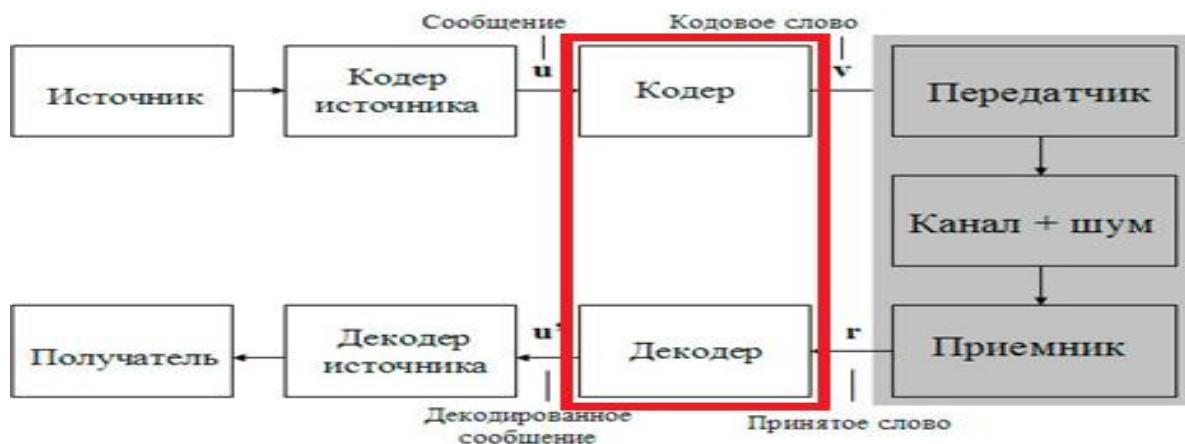 Сообщение
Кодовое слово
Источник
Кодер
источника
u
Кодер
v
Передатчик
Канал + шум
Получатель
Декодер
источника
u'
Декодер
r
Приемник
Декодированное
сообщение
Принятое слово